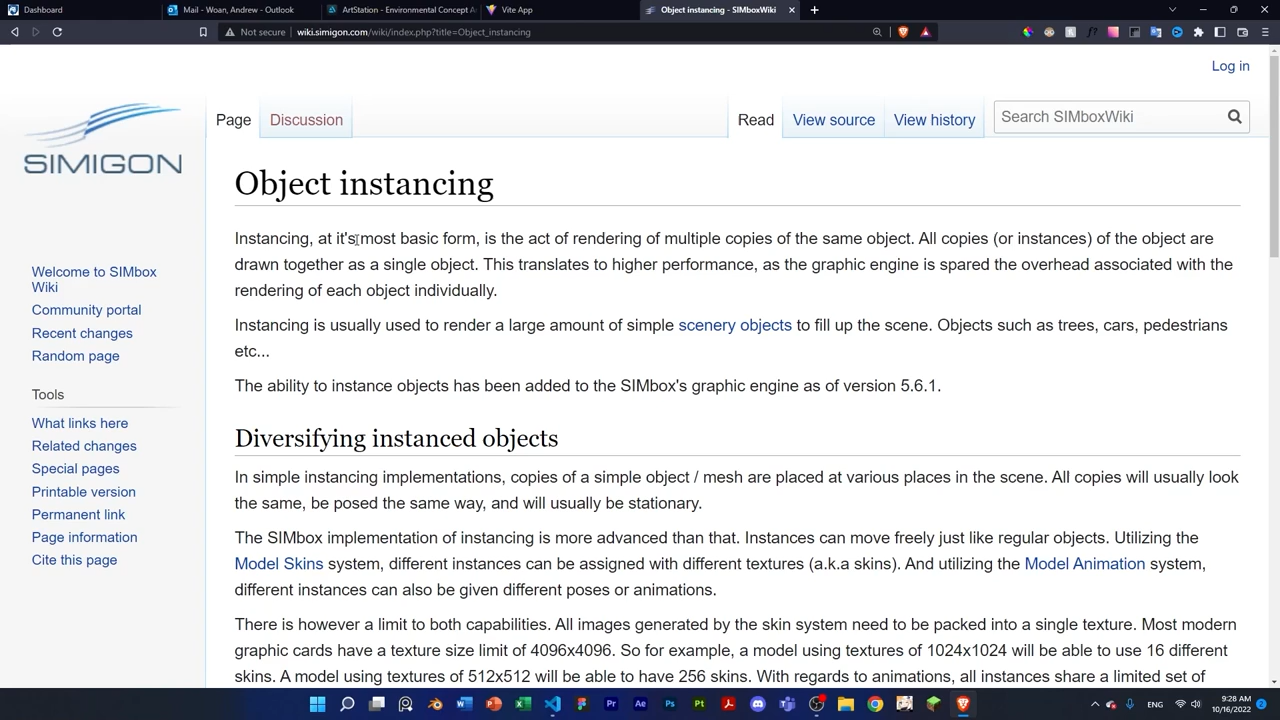 Dashboard
Mail - Woan, Andrew - Outlook
ArtStation - Environmental Concept A
Vite App
Object instancing - SIMboxWiki
Not secure
wiki.simigon.com/wiki/index.php?title=Object_instancing
Log in
SIMIGON
Page
Discussion
Read
View source
View history
Search SIMboxWiki
Object instancing
Instancing, at it's most basic form, is the act of rendering of multiple copies of the same object. All copies (or instances) of the object are
drawn together as a single object. This translates to higher performance, as the graphic engine is spared the overhead associated with the
rendering of each object individually.
Instancing is usually used to render a large amount of simple scenery objects to fill up the scene. Objects such as trees, cars, pedestrians
etc...
The ability to instance objects has been added to the SIMbox's graphic engine as of version 5.6.1.
Diversifying instanced objects
In simple instancing implementations, copies of a simple object / mesh are placed at various places in the scene. All copies will usually look
the same, be posed the same way, and will usually be stationary.
The SIMbox implementation of instancing is more advanced than that. Instances can move freely just like regular objects. Utilizing the
Model Skins system, different instances can be assigned with different textures (a.k.a skins). And utilizing the Model Animation system,
different instances can also be given different poses or animations.
There is however a limit to both capabilities. All images generated by the skin system need to be packed into a single texture. Most modern
graphic cards have a texture size limit of 4096x4096. So for example, a model using textures of 1024x1024 will be able to use 16 different
skins. A model using textures of 512x512 will be able to have 256 skins. With regards to animations, all instances share a limited set of
Welcome to SIMbox
Wiki
Community portal
Recent changes
Random page
Tools
What links here
Related changes
Special pages
Printable version
Permanent link
Page information
Cite this page
ENG
9:28 AM
10/6/2022